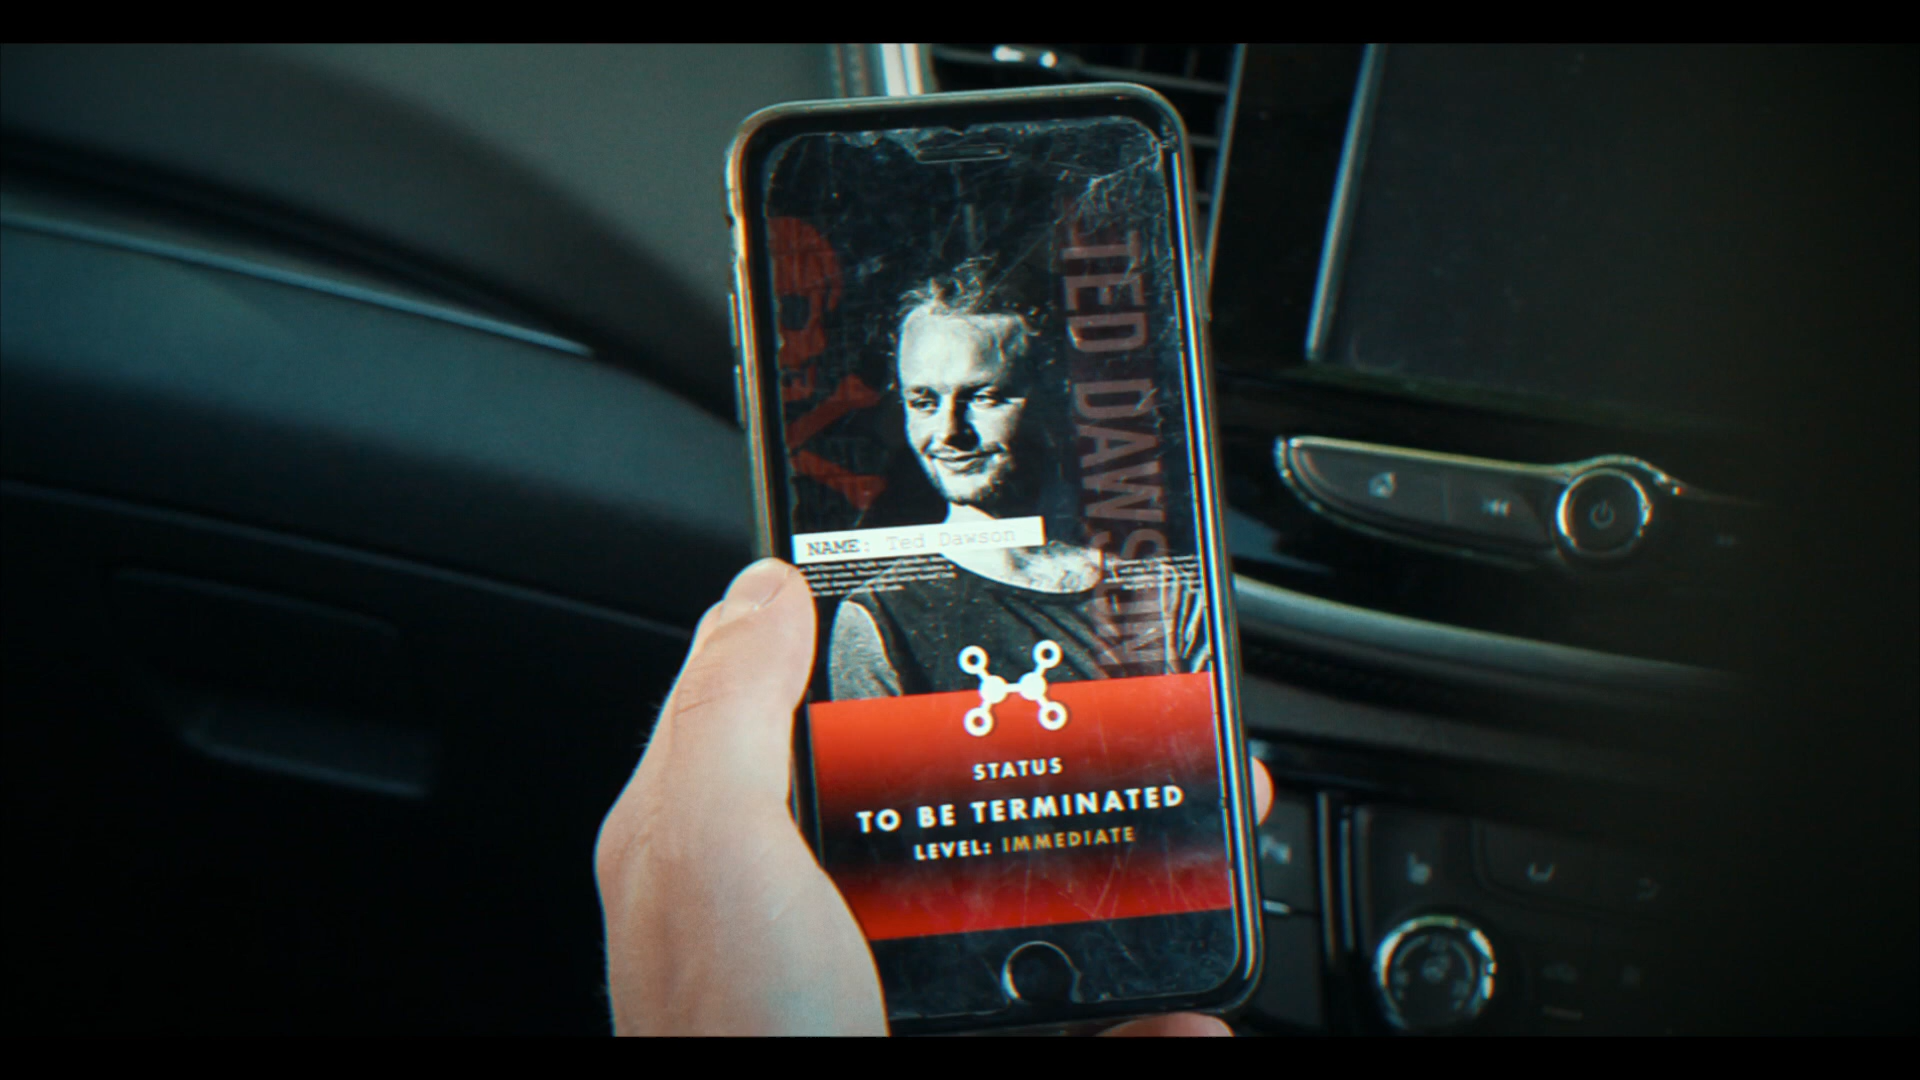 TED DAWSON
NAME: Ted Dawson
STATUS
TO BE TERMINATED
LEVEL: IMMEDIATE